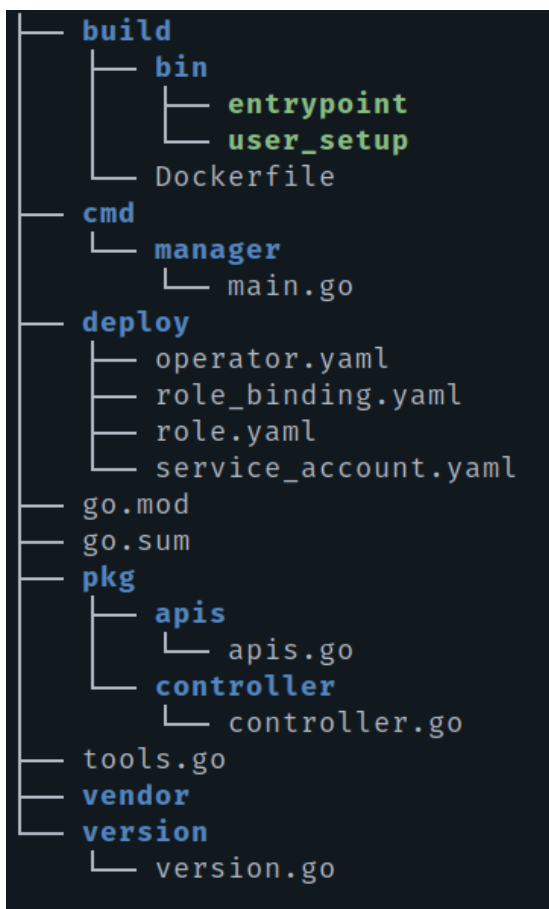 build
bin
entrypoint
user_setup
Dockerfile
cmd
manager
main.go
deploy
operator.yaml
role_binding.yaml
role.yaml
service_account.yaml
go.mod
go.sum
pkg
apis
apis.go
controller
controller.go
tools.go
vendor
version
version.go